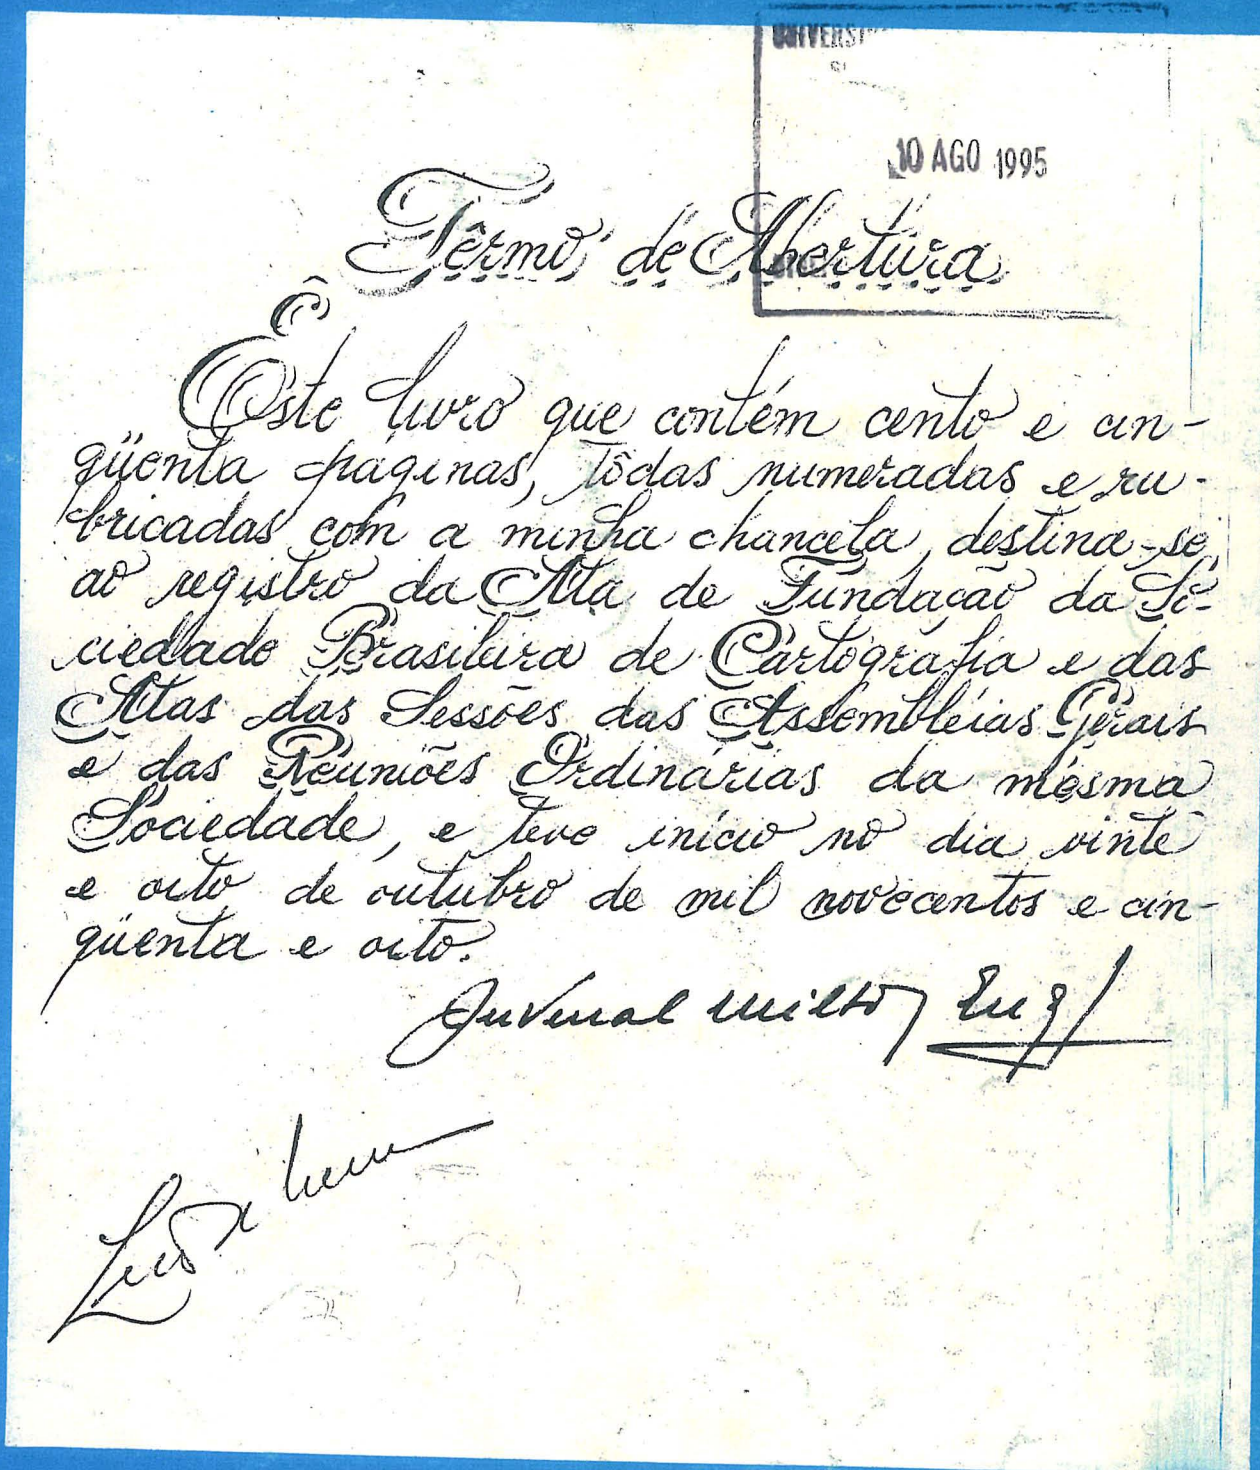 UNIVERSI
10 AGO 1995
Têrmo de Abertura
Êste livro que contém cento e cin-
qüenta páginas, tôdas numeradas e ru-
bricadas com a minha chancela, destina-se,
ao registro da Ata de Fundação da So-
ciedade Brasileira de Cartografia e das
Atas das Sessões das Assembléias Gerais
e das Reuniões Ordinárias da mesma
Sociedade, e teve início no dia vinte
e oito de outubro de mil novecentos e cin-
qüenta e oito.
Juvenal Milton Eng